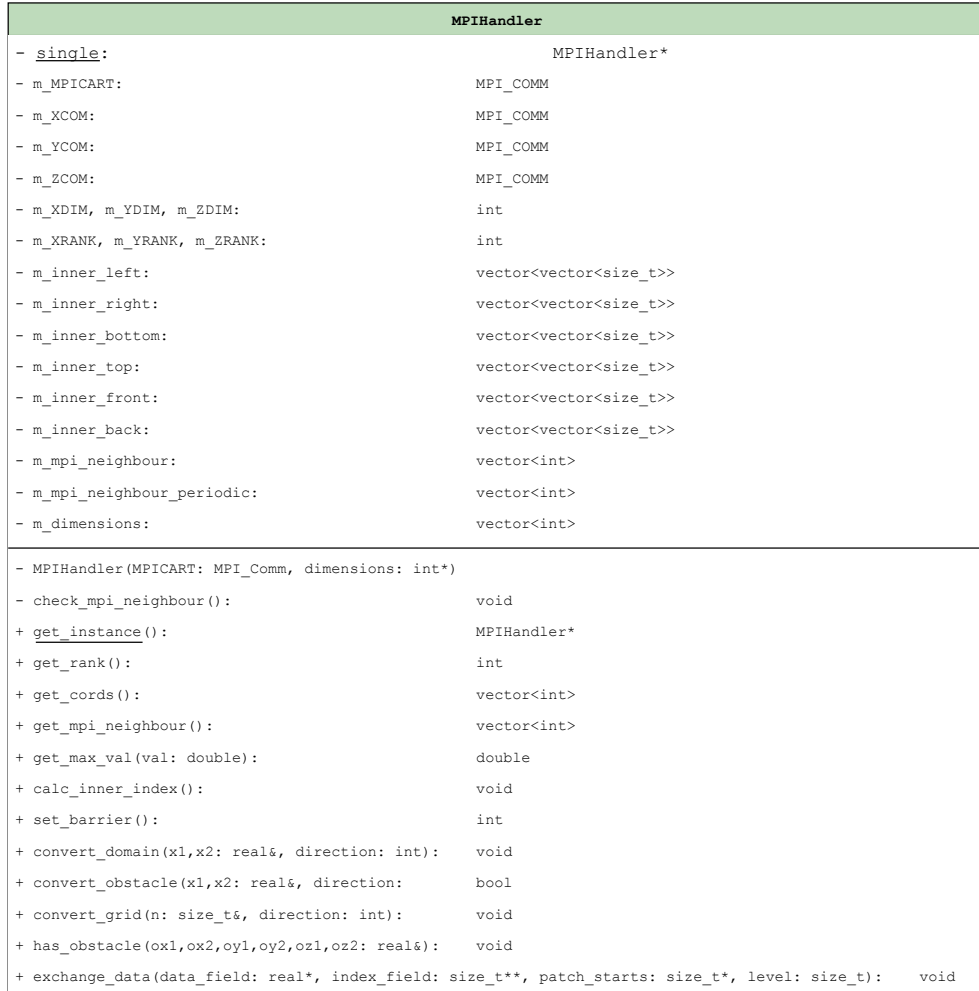 MPIHandler
- single: MPIHandler*
- m_MPICART: MPI_COMM
- m_XCOM: MPI_COMM
- m_YCOM: MPI_COMM
- m_ZCOM: MPI_COMM
- m_XDIM, m_YDIM, m_ZDIM: int
- m_XRANK, m_YRANK, m_ZRANK: int
- m_inner_left: vector<vector<size_t>>
- m_inner_right: vector<vector<size_t>>
- m_inner_bottom: vector<vector<size_t>>
- m_inner_top: vector<vector<size_t>>
- m_inner_front: vector<vector<size_t>>
- m_inner_back: vector<vector<size_t>>
- m_mpi_neighbour: vector<int>
- m_mpi_neighbour_periodic: vector<int>
- m_dimensions: vector<int>
- MPIHandler(MPICART: MPI_Comm, dimensions: int*)
- check_mpi_neighbour(): void
+ get_instance(): MPIHandler*
+ get_rank(): int
+ get_cords(): vector<int>
+ get_mpi_neighbour(): vector<int>
+ get_max_val(val: double): double
+ calc_inner_index(): void
+ set_barrier(): int
+ convert_domain(x1,x2: real&, direction: int): void
+ convert_obstacle(x1,x2: real&, direction: bool
+ convert_grid(n: size_t&, direction: int): void
+ has_obstacle(ox1,ox2,oy1,oy2,oz1,oz2: real&): void
+ exchange_data(data_field: real*, index_field: size_t**, patch_starts: size_t*, level: size_t): void